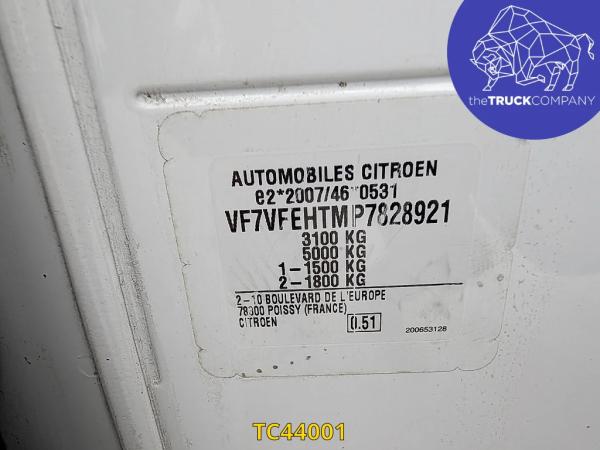 theTRUCKCOMPANY
AUTOMOBILES CITROEN
e2*2007/46*0531
VF7VFEHTMP7828921
3100 KG
5000 KG
1-1500 KG
2-1800 KG
2-10 BOULEVARD DE L'EUROPE
78300 POISSY (FRANCE)
CITROEN 0.51 200653128
TC44001